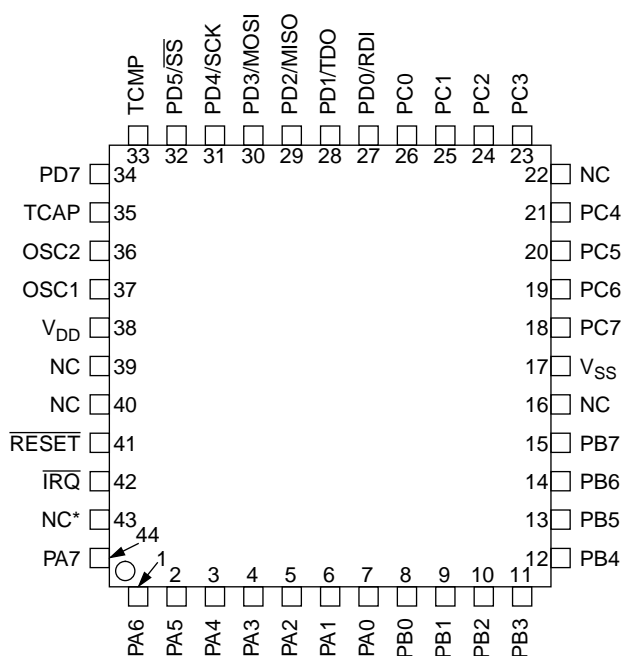 TCMP PD5/S̅S̅ PD4/SCK PD3/MOSI PD2/MISO PD1/TDO PD0/RDI PC0 PC1 PC2 PC3
33 32 31 30 29 28 27 26 25 24 23
PD7 34 22 NC
TCAP 35 21 PC4
OSC2 36 20 PC5
OSC1 37 19 PC6
VDD 38 18 PC7
NC 39 17 VSS
NC 40 16 NC
R̅E̅S̅E̅T̅ 41 15 PB7
I̅R̅Q̅ 42 14 PB6
NC* 43 13 PB5
PA7 44 12 PB4
1 2 3 4 5 6 7 8 9 10 11
PA6 PA5 PA4 PA3 PA2 PA1 PA0 PB0 PB1 PB2 PB3